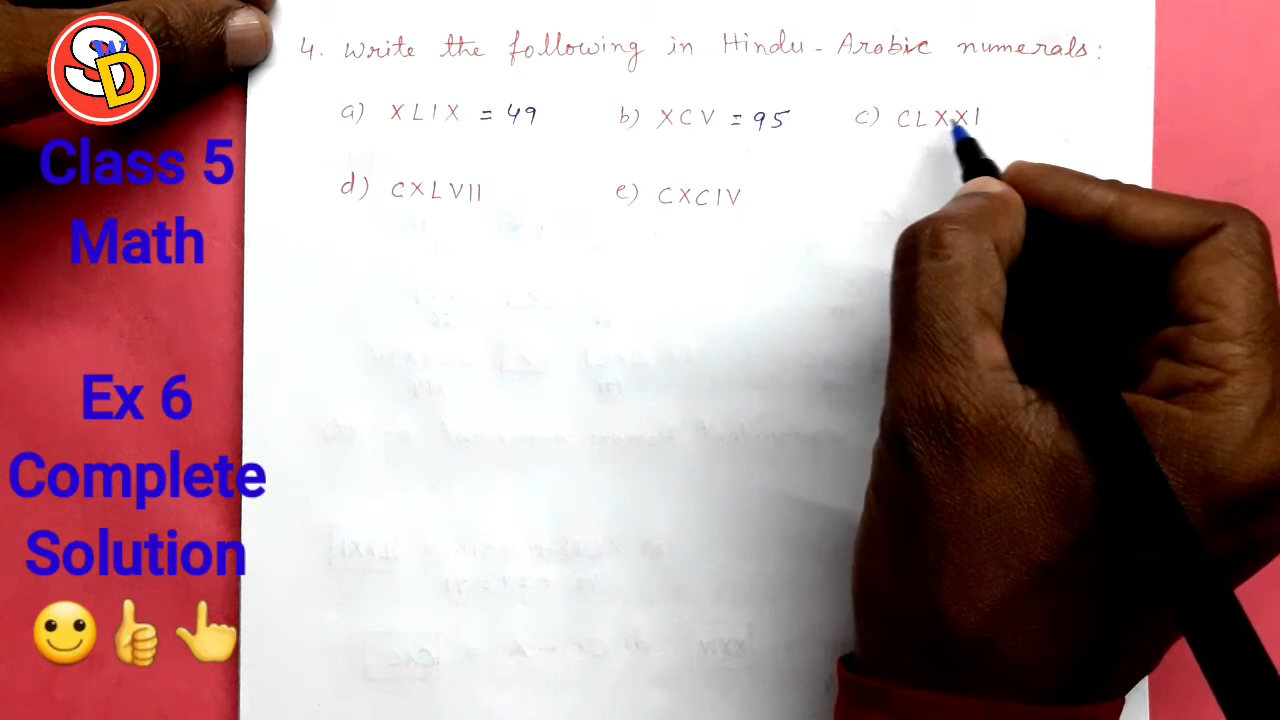 SWD
Class 5
Math
Ex 6
Complete
Solution
4. Write the following in Hindu - Arabic numerals:
a) XLIX = 49 b) XCV = 95 c) CLXXI
d) CXLVII e) CXCIV